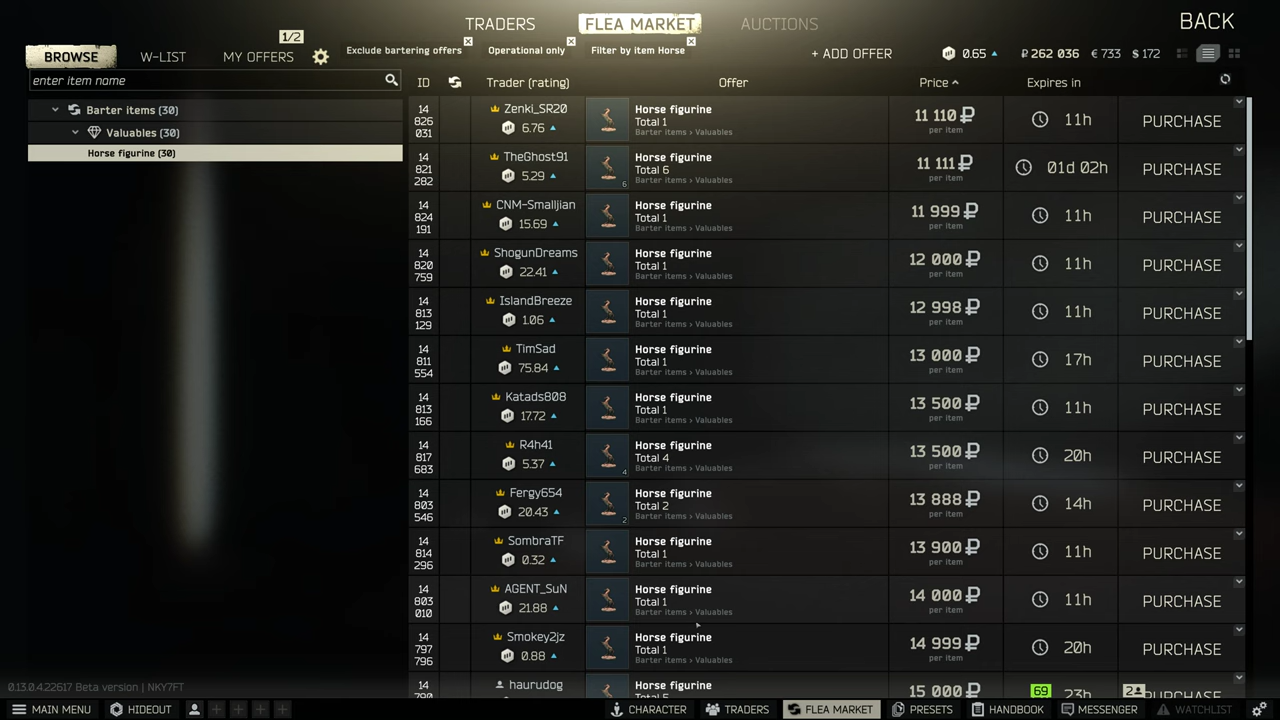 TRADERS FLEA MARKET AUCTIONS BACK
BROWSE W-LIST MY OFFERS 1/2 Exclude bartering offers Operational only Filter by item Horse + ADD OFFER 0.65 ₽ 262 036 € 733 $ 172
enter item name
ID Trader (rating) Offer Price Expires in
Barter items (30)
Valuables (30)
Horse figurine (30)
14 826 031 Zenki_SR20 6.76 Horse figurine Total 1 Barter items › Valuables 11 110 ₽ per item 11h PURCHASE
14 821 282 TheGhost91 5.29 6 Horse figurine Total 6 Barter items › Valuables 11 111 ₽ per item 01d 02h PURCHASE
14 824 191 CNM-Smalljian 15.69 Horse figurine Total 1 Barter items › Valuables 11 999 ₽ per item 11h PURCHASE
14 820 759 ShogunDreams 22.41 Horse figurine Total 1 Barter items › Valuables 12 000 ₽ per item 11h PURCHASE
14 813 129 IslandBreeze 1.06 Horse figurine Total 1 Barter items › Valuables 12 998 ₽ per item 11h PURCHASE
14 811 554 TimSad 75.84 Horse figurine Total 1 Barter items › Valuables 13 000 ₽ per item 17h PURCHASE
14 813 166 Katads808 17.72 Horse figurine Total 1 Barter items › Valuables 13 500 ₽ per item 11h PURCHASE
14 817 683 R4h41 5.37 4 Horse figurine Total 4 Barter items › Valuables 13 500 ₽ per item 20h PURCHASE
14 803 546 Fergy654 20.43 2 Horse figurine Total 2 Barter items › Valuables 13 888 ₽ per item 14h PURCHASE
14 814 296 SombraTF 0.32 Horse figurine Total 1 Barter items › Valuables 13 900 ₽ per item 11h PURCHASE
14 803 010 AGENT_SuN 21.88 Horse figurine Total 1 Barter items › Valuables 14 000 ₽ per item 11h PURCHASE
14 797 796 Smokey2jz 0.88 Horse figurine Total 1 Barter items › Valuables 14 999 ₽ per item 20h PURCHASE
14 haurudog Horse figurine 15 000 ₽ 23h PURCHASE
0.13.0.4.22617 Beta version | NKY7FT
69 2
MAIN MENU HIDEOUT CHARACTER TRADERS FLEA MARKET PRESETS HANDBOOK MESSENGER WATCHLIST